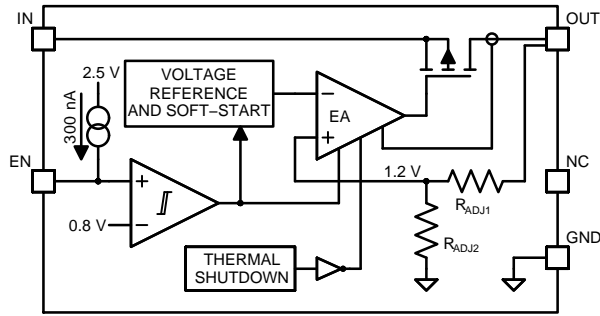 IN
OUT
2.5 V
VOLTAGE
REFERENCE
AND SOFT–START
300 nA
EA
EN
1.2 V
NC
0.8 V
RADJ1
RADJ2
GND
THERMAL
SHUTDOWN